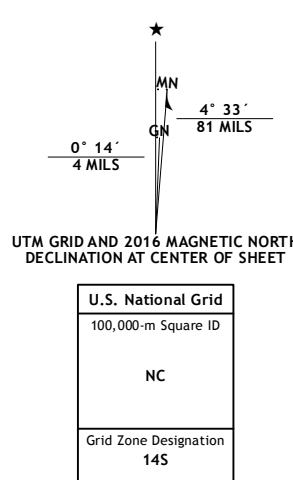 ★
MN
4° 33´
81 MILS
GN
0° 14´
4 MILS
UTM GRID AND 2016 MAGNETIC NORTH
DECLINATION AT CENTER OF SHEET
U.S. National Grid
100,000-m Square ID
NC
Grid Zone Designation
14S